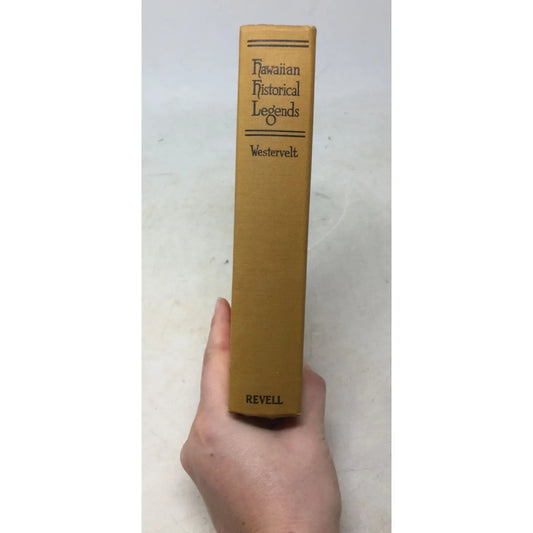 Hawaiian
Historical
Legends
Westervelt
REVELL